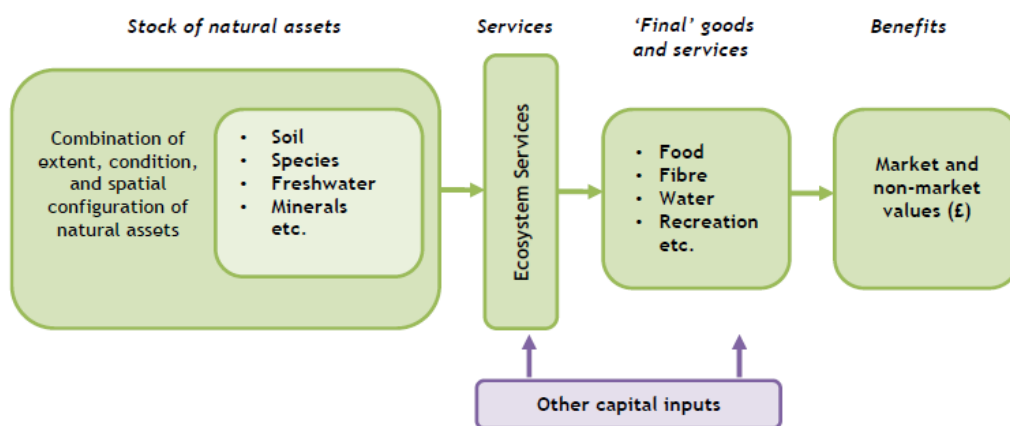 Stock of natural assets
Services
‘Final’ goods
and services
Benefits
Combination of
extent, condition,
and spatial
configuration of
natural assets
• Soil
• Species
• Freshwater
• Minerals
etc.
Ecosystem Services
• Food
• Fibre
• Water
• Recreation
etc.
Market and
non-market
values (£)
Other capital inputs